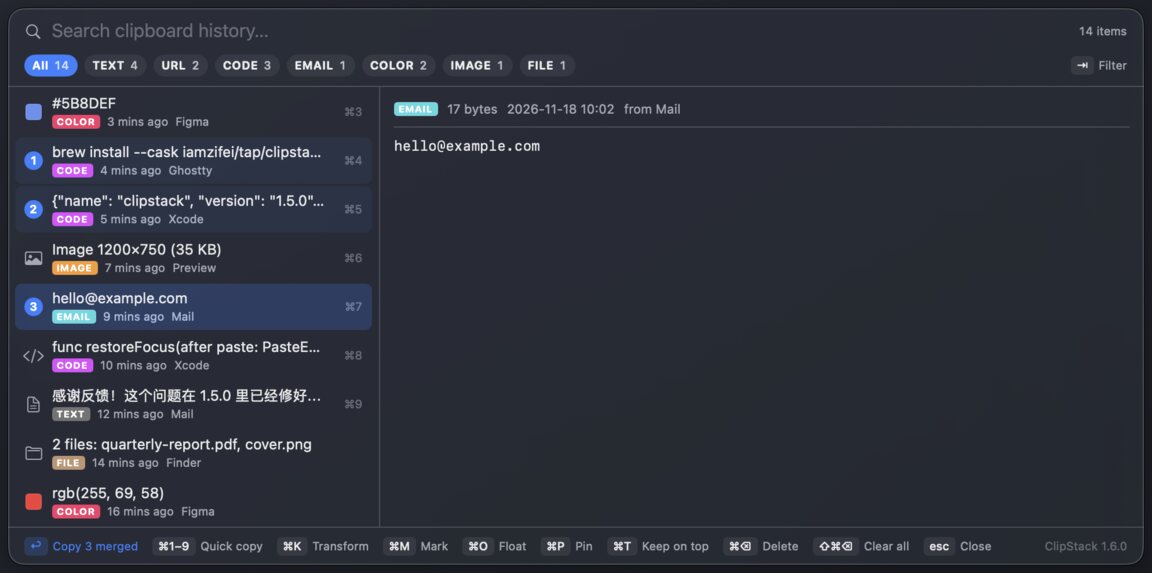 Search clipboard history...
14 items
All 14 TEXT 4 URL 2 CODE 3 EMAIL 1 COLOR 2 IMAGE 1 FILE 1
⇥ Filter
#5B8DEF
COLOR 3 mins ago Figma
⌘3
1 brew install --cask iamzifei/tap/clipsta...
CODE 4 mins ago Ghostty
⌘4
2 {"name": "clipstack", "version": "1.5.0"...
CODE 5 mins ago Xcode
⌘5
Image 1200×750 (35 KB)
IMAGE 7 mins ago Preview
⌘6
3 hello@example.com
EMAIL 9 mins ago Mail
⌘7
</> func restoreFocus(after paste: PasteE...
CODE 10 mins ago Xcode
⌘8
感谢反馈！这个问题在 1.5.0 里已经修好...
TEXT 12 mins ago Mail
⌘9
2 files: quarterly-report.pdf, cover.png
FILE 14 mins ago Finder
rgb(255, 69, 58)
COLOR 16 mins ago Figma
EMAIL 17 bytes 2026-11-18 10:02 from Mail
hello@example.com
↩ Copy 3 merged ⌘1–9 Quick copy ⌘K Transform ⌘M Mark ⌘O Float ⌘P Pin ⌘T Keep on top ⌘⌫ Delete ⇧⌘⌫ Clear all esc Close ClipStack 1.6.0